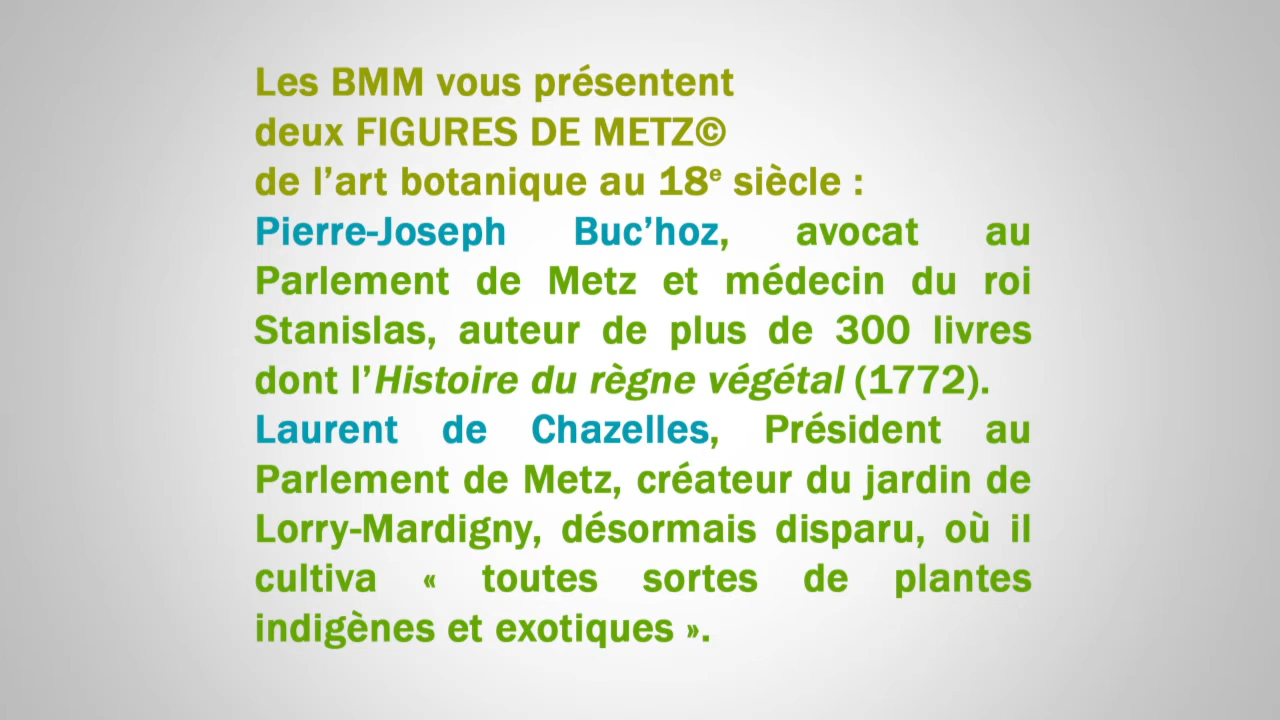 Les BMM vous présentent
deux FIGURES DE METZ©
de l’art botanique au 18e siècle :
Pierre-Joseph Buc’hoz, avocat au
Parlement de Metz et médecin du roi
Stanislas, auteur de plus de 300 livres
dont l’Histoire du règne végétal (1772).
Laurent de Chazelles, Président au
Parlement de Metz, créateur du jardin de
Lorry-Mardigny, désormais disparu, où il
cultiva « toutes sortes de plantes
indigènes et exotiques ».